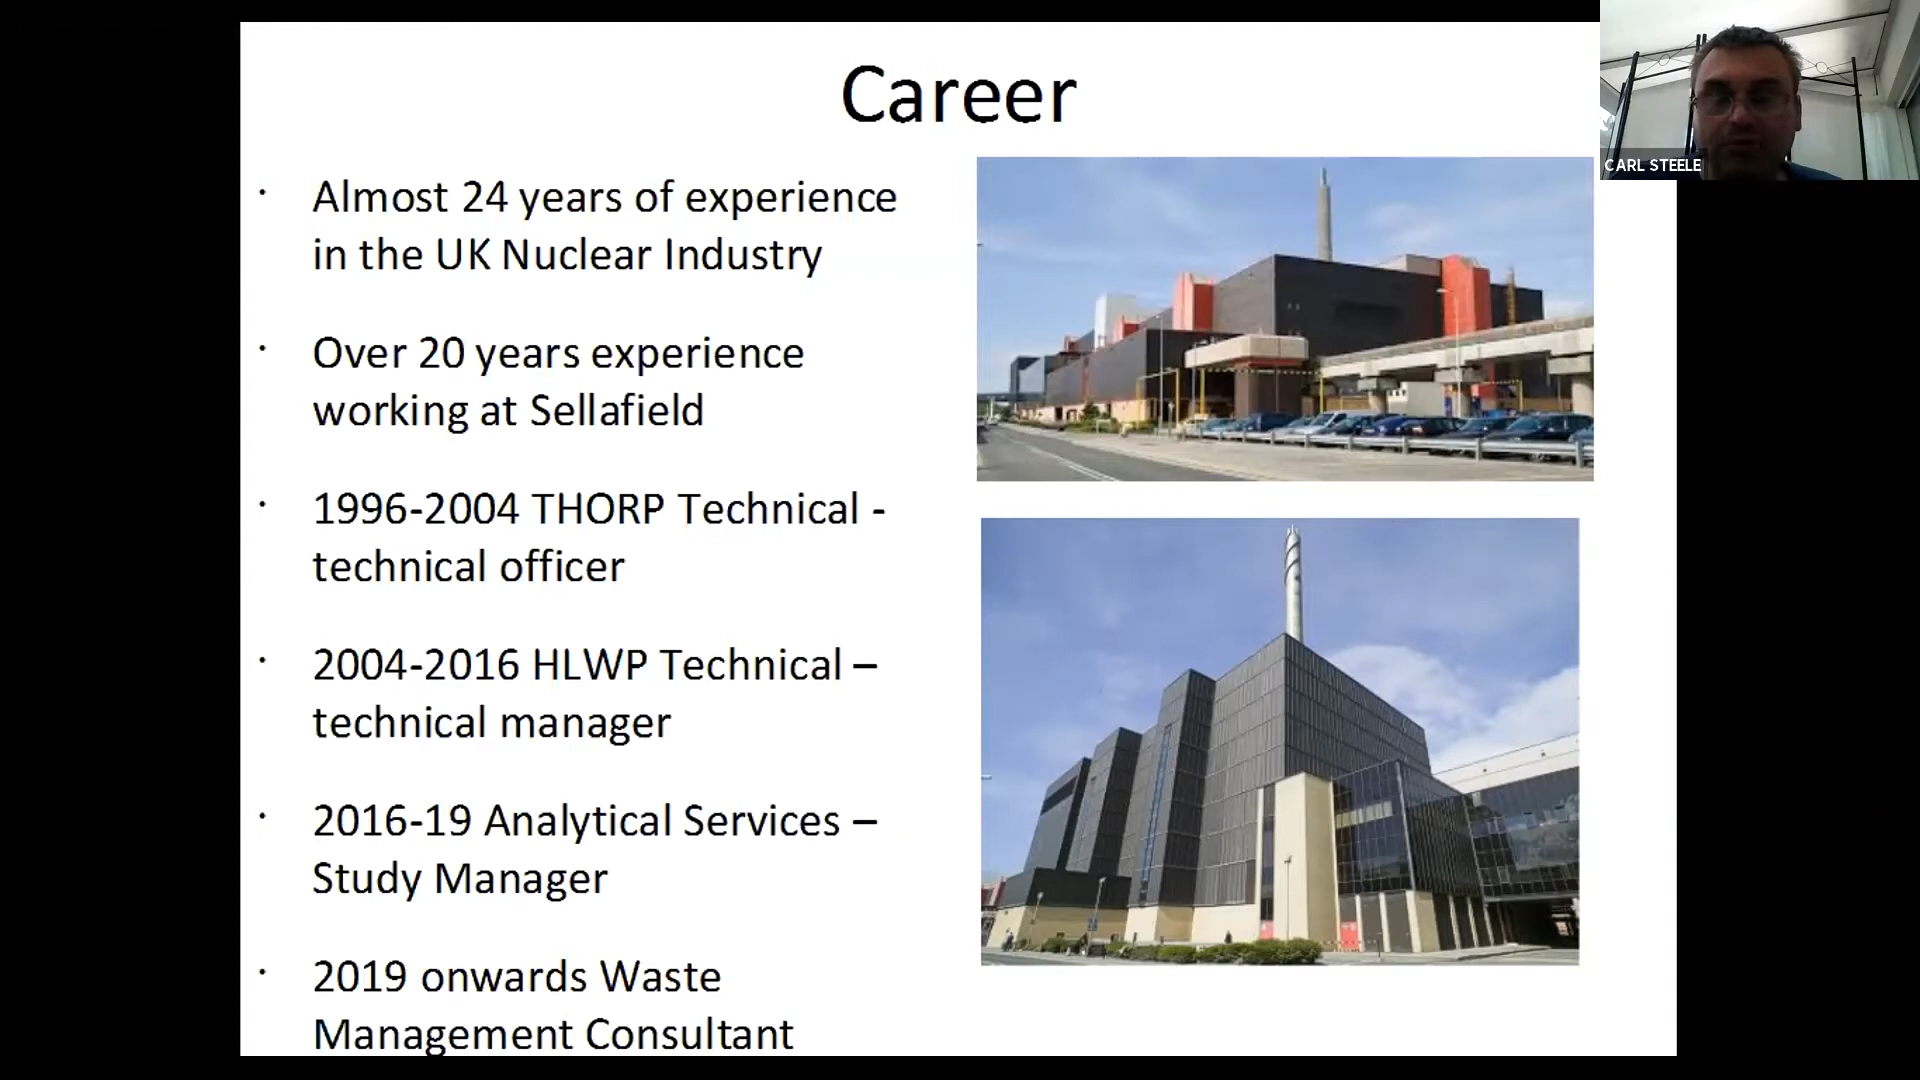 Career
• Almost 24 years of experience
in the UK Nuclear Industry
• Over 20 years experience
working at Sellafield
• 1996-2004 THORP Technical -
technical officer
• 2004-2016 HLWP Technical –
technical manager
• 2016-19 Analytical Services –
Study Manager
• 2019 onwards Waste
Management Consultant
CARL STEELE